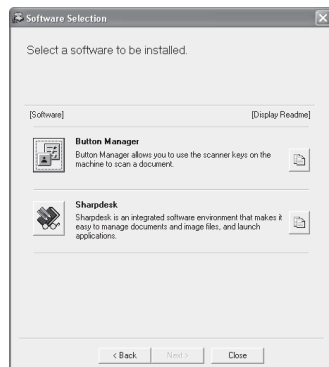 Software Selection
Select a software to be installed.
[Software] [Display Readme]
Button Manager
Button Manager allows you to use the scanner keys on the
machine to scan a document.
Sharpdesk
Sharpdesk is an integrated software environment that makes it
easy to manage documents and image files, and launch
applications.
< Back Next > Close